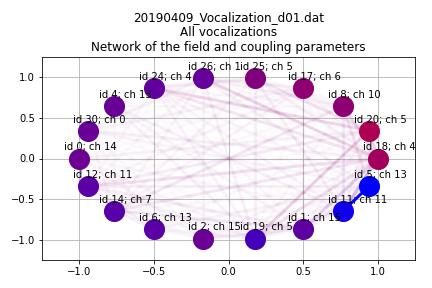 20190409_Vocalization_d01.dat
All vocalizations
Network of the field and coupling parameters
id 26; ch 1
id 25; ch 5
id 24; ch 4
id 17; ch 6
id 4; ch 15
id 8; ch 10
id 30; ch 0
id 20; ch 5
id 0; ch 14
id 18; ch 4
id 12; ch 11
id 5; ch 13
id 14; ch 7
id 11; ch 11
id 6; ch 13
id 2; ch 15
id 19; ch 5
id 1; ch 15
1.0
0.5
0.0
−0.5
−1.0
−1.0 −0.5 0.0 0.5 1.0